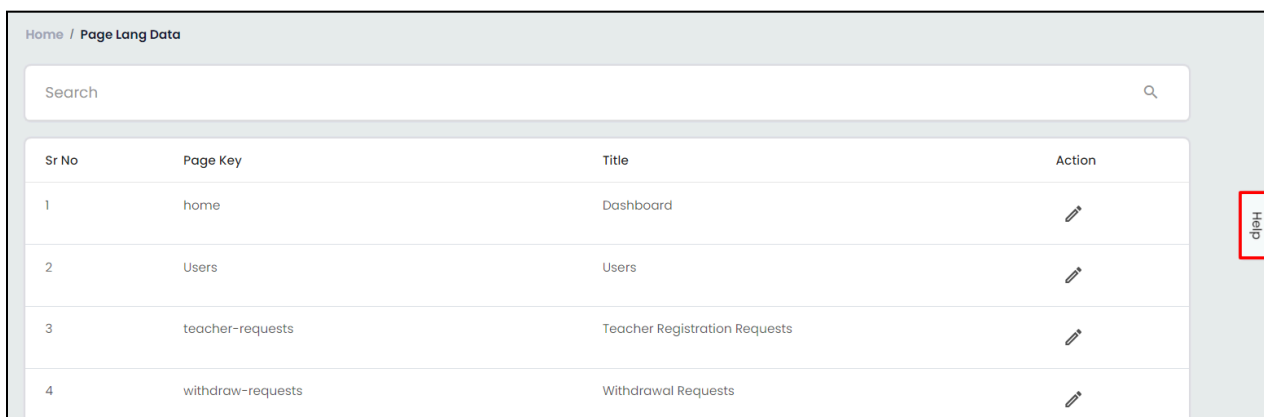 Home / Page Lang Data
Search
Sr No Page Key Title Action
1 home Dashboard
Help
2 Users Users
3 teacher-requests Teacher Registration Requests
4 withdraw-requests Withdrawal Requests